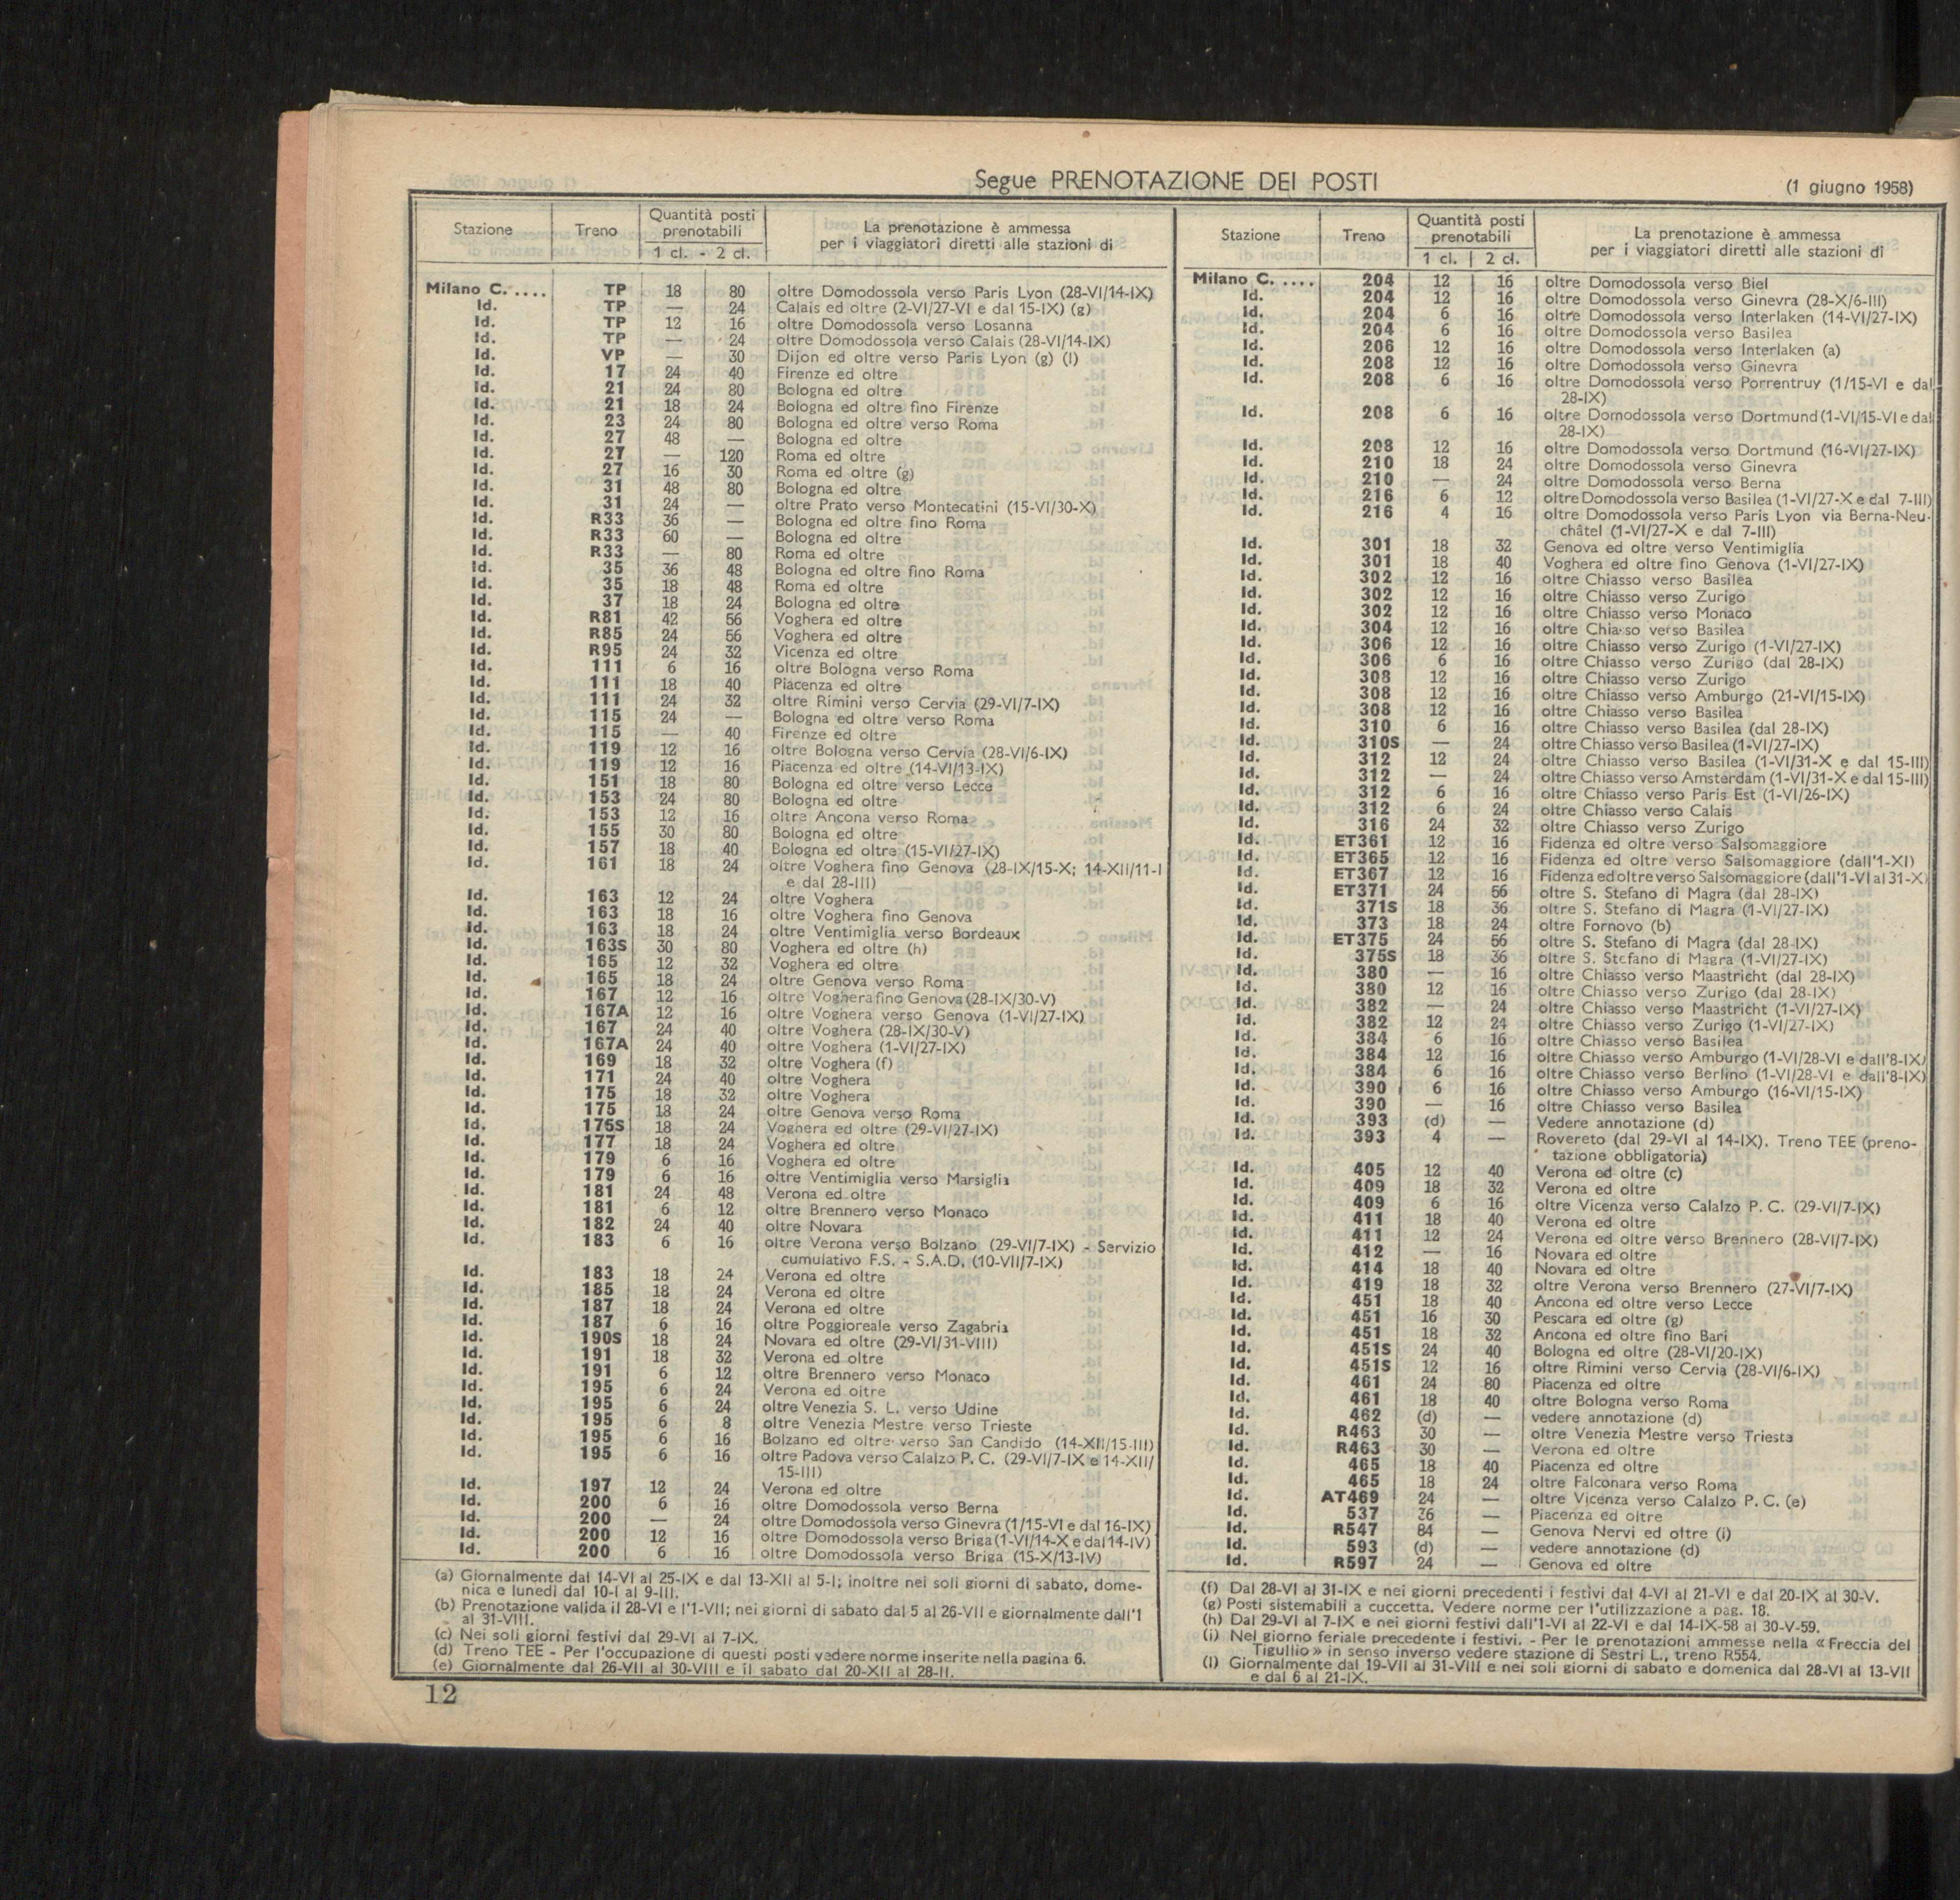 Segue PRENOTAZIONE DEI POSTI
(1 giugno 1958)
Stazione Treno Quantità posti prenotabili 1 cl. - 2 cl. La prenotazione è ammessa per i viaggiatori diretti alle stazioni di
Milano C. .... TP 18 80 oltre Domodossola verso Paris Lyon (28-VI/14-IX)
Id. TP — 24 Calais ed oltre (2-VI/27-VI e dal 15-IX) (g)
Id. TP 12 16 oltre Domodossola verso Losanna
Id. TP — 24 oltre Domodossola verso Calais (28-VI/14-IX)
Id. VP — 30 Dijon ed oltre verso Paris Lyon (g) (l)
Id. 17 24 40 Firenze ed oltre
Id. 21 24 80 Bologna ed oltre
Id. 21 18 24 Bologna ed oltre fino Firenze
Id. 23 24 80 Bologna ed oltre verso Roma
Id. 27 48 — Bologna ed oltre
Id. 27 — 120 Roma ed oltre
Id. 27 16 30 Roma ed oltre (g)
Id. 31 48 80 Bologna ed oltre
Id. 31 24 — oltre Prato verso Montecatini (15-VI/30-X)
Id. R33 36 — Bologna ed oltre fino Roma
Id. R33 60 — Bologna ed oltre
Id. R33 — 80 Roma ed oltre
Id. 35 36 48 Bologna ed oltre fino Roma
Id. 35 18 48 Roma ed oltre
Id. 37 18 24 Bologna ed oltre
Id. R81 42 56 Voghera ed oltre
Id. R85 24 56 Voghera ed oltre
Id. R95 24 32 Vicenza ed oltre
Id. 111 6 16 oltre Bologna verso Roma
Id. 111 18 40 Piacenza ed oltre
Id. 111 24 32 oltre Rimini verso Cervia (29-VI/7-IX)
Id. 115 24 — Bologna ed oltre verso Roma
Id. 115 — 40 Firenze ed oltre
Id. 119 12 16 oltre Bologna verso Cervia (28-VI/6-IX)
Id. 119 12 16 Piacenza ed oltre (14-VI/13-IX)
Id. 151 18 80 Bologna ed oltre verso Lecce
Id. 153 24 80 Bologna ed oltre
Id. 153 12 16 oltre Ancona verso Roma
Id. 155 30 80 Bologna ed oltre
Id. 157 18 40 Bologna ed oltre (15-VI/27-IX)
Id. 161 18 24 oltre Voghera fino Genova (28-IX/15-X; 14-XII/11-I
e dal 28-III)
Id. 163 12 24 oltre Voghera
Id. 163 18 16 oltre Voghera fino Genova
Id. 163 18 24 oltre Ventimiglia verso Bordeaux
Id. 163S 30 80 Voghera ed oltre (h)
Id. 165 12 32 Voghera ed oltre
Id. 165 18 24 oltre Genova verso Roma
Id. 167 12 16 oltre Voghera fino Genova (28-IX/30-V)
Id. 167A 12 16 oltre Voghera verso Genova (1-VI/27-IX)
Id. 167 24 40 oltre Voghera (28-IX/30-V)
Id. 167A 24 40 oltre Voghera (1-VI/27-IX)
Id. 169 18 32 oltre Voghera (f)
Id. 171 24 40 oltre Voghera
Id. 175 18 32 oltre Voghera
Id. 175 18 24 oltre Genova verso Roma
Id. 175S 18 24 Voghera ed oltre (29-VI/27-IX)
Id. 177 18 24 Voghera ed oltre
Id. 179 6 16 Voghera ed oltre
Id. 179 6 16 oltre Ventimiglia verso Marsiglia
Id. 181 24 48 Verona ed oltre
Id. 181 6 12 oltre Brennero verso Monaco
Id. 182 24 40 oltre Novara
Id. 183 6 16 oltre Verona verso Bolzano (29-VI/7-IX) - Servizio
cumulativo F.S. - S.A.D. (10-VII/7-IX)
Id. 183 18 24 Verona ed oltre
Id. 185 18 24 Verona ed oltre
Id. 187 18 24 Verona ed oltre
Id. 187 6 16 oltre Poggioreale verso Zagabria
Id. 190S 18 24 Novara ed oltre (29-VI/31-VIII)
Id. 191 18 32 Verona ed oltre
Id. 191 6 12 oltre Brennero verso Monaco
Id. 195 6 24 Verona ed oltre
Id. 195 6 24 oltre Venezia S. L. verso Udine
Id. 195 6 8 oltre Venezia Mestre verso Trieste
Id. 195 6 16 Bolzano ed oltre verso San Candido (14-XII/15-III)
Id. 195 6 16 oltre Padova verso Calalzo P. C. (29-VI/7-IX e 14-XII/
15-III)
Id. 197 12 24 Verona ed oltre
Id. 200 6 16 oltre Domodossola verso Berna
Id. 200 — 24 oltre Domodossola verso Ginevra (1/15-VI e dal 16-IX)
Id. 200 12 16 oltre Domodossola verso Briga (1-VI/14-X e dal 14-IV)
Id. 200 6 16 oltre Domodossola verso Briga (15-X/13-IV)
(a) Giornalmente dal 14-VI al 25-IX e dal 13-XII al 5-I; inoltre nei soli giorni di sabato, dome-
nica e lunedì dal 10-I al 9-III.
(b) Prenotazione valida il 28-VI e l'1-VII; nei giorni di sabato dal 5 al 26-VII e giornalmente dall'1
al 31-VIII.
(c) Nei soli giorni festivi dal 29-VI al 7-IX.
(d) Treno TEE - Per l'occupazione di questi posti vedere norme inserite nella pagina 6.
(e) Giornalmente dal 26-VII al 30-VIII e il sabato dal 20-XII al 28-II.
12
Stazione Treno Quantità posti prenotabili 1 cl. 2 cl. La prenotazione è ammessa per i viaggiatori diretti alle stazioni di
Milano C. .... 204 12 16 oltre Domodossola verso Biel
Id. 204 12 16 oltre Domodossola verso Ginevra (28-X/6-III)
Id. 204 6 16 oltre Domodossola verso Interlaken (14-VI/27-IX)
Id. 204 6 16 oltre Domodossola verso Basilea
Id. 206 12 16 oltre Domodossola verso Interlaken (a)
Id. 208 12 16 oltre Domodossola verso Ginevra
Id. 208 6 16 oltre Domodossola verso Porrentruy (1/15-VI e dal
28-IX)
Id. 208 6 16 oltre Domodossola verso Dortmund (1-VI/15-VI e dal
28-IX)
Id. 208 12 16 oltre Domodossola verso Dortmund (16-VI/27-IX)
Id. 210 18 24 oltre Domodossola verso Ginevra
Id. 210 — 24 oltre Domodossola verso Berna
Id. 216 6 12 oltre Domodossola verso Basilea (1-VI/27-X e dal 7-III)
Id. 216 4 16 oltre Domodossola verso Paris Lyon via Berna-Neu-
châtel (1-VI/27-X e dal 7-III)
Id. 301 18 32 Genova ed oltre verso Ventimiglia
Id. 301 18 40 Voghera ed oltre fino Genova (1-VI/27-IX)
Id. 302 12 16 oltre Chiasso verso Basilea
Id. 302 12 16 oltre Chiasso verso Zurigo
Id. 302 12 16 oltre Chiasso verso Monaco
Id. 304 12 16 oltre Chiasso verso Basilea
Id. 306 12 16 oltre Chiasso verso Zurigo (1-VI/27-IX)
Id. 306 6 16 oltre Chiasso verso Zurigo (dal 28-IX)
Id. 308 12 16 oltre Chiasso verso Zurigo
Id. 308 12 16 oltre Chiasso verso Amburgo (21-VI/15-IX)
Id. 308 12 16 oltre Chiasso verso Basilea
Id. 310 6 16 oltre Chiasso verso Basilea (dal 28-IX)
Id. 310S — 24 oltre Chiasso verso Basilea (1-VI/27-IX)
Id. 312 12 24 oltre Chiasso verso Basilea (1-VI/31-X e dal 15-III)
Id. 312 — 24 oltre Chiasso verso Amsterdam (1-VI/31-X e dal 15-III)
Id. 312 6 16 oltre Chiasso verso Paris Est (1-VI/26-IX)
Id. 312 6 24 oltre Chiasso verso Calais
Id. 316 24 32 oltre Chiasso verso Zurigo
Id. ET361 12 16 Fidenza ed oltre verso Salsomaggiore
Id. ET365 12 16 Fidenza ed oltre verso Salsomaggiore (dall'1-XI)
Id. ET367 12 16 Fidenza ed oltre verso Salsomaggiore (dall'1-VI al 31-X)
Id. ET371 24 56 oltre S. Stefano di Magra (dal 28-IX)
Id. 371S 18 36 oltre S. Stefano di Magra (1-VI/27-IX)
Id. 373 18 24 oltre Fornovo (b)
Id. ET375 24 56 oltre S. Stefano di Magra (dal 28-IX)
Id. 375S 18 36 oltre S. Stefano di Magra (1-VI/27-IX)
Id. 380 — 16 oltre Chiasso verso Maastricht (dal 28-IX)
Id. 380 12 16 oltre Chiasso verso Zurigo (dal 28-IX)
Id. 382 — 24 oltre Chiasso verso Maastricht (1-VI/27-IX)
Id. 382 12 24 oltre Chiasso verso Zurigo (1-VI/27-IX)
Id. 384 6 16 oltre Chiasso verso Basilea
Id. 384 12 16 oltre Chiasso verso Amburgo (1-VI/28-VI e dall'8-IX)
Id. 384 6 16 oltre Chiasso verso Berlino (1-VI/28-VI e dall'8-IX)
Id. 390 6 16 oltre Chiasso verso Amburgo (16-VI/15-IX)
Id. 390 — 16 oltre Chiasso verso Basilea
Id. 393 (d) — Vedere annotazione (d)
Id. 393 4 — Rovereto (dal 29-VI al 14-IX). Treno TEE (preno-
tazione obbligatoria)
Id. 405 12 40 Verona ed oltre (c)
Id. 409 18 32 Verona ed oltre
Id. 409 6 16 oltre Vicenza verso Calalzo P. C. (29-VI/7-IX)
Id. 411 18 40 Verona ed oltre
Id. 411 12 24 Verona ed oltre verso Brennero (28-VI/7-IX)
Id. 412 — 16 Novara ed oltre
Id. 414 18 40 Novara ed oltre
Id. 419 18 32 oltre Verona verso Brennero (27-VI/7-IX)
Id. 451 18 40 Ancona ed oltre verso Lecce
Id. 451 16 30 Pescara ed oltre (g)
Id. 451 18 32 Ancona ed oltre fino Bari
Id. 451S 24 40 Bologna ed oltre (28-VI/20-IX)
Id. 451S 12 16 oltre Rimini verso Cervia (28-VI/6-IX)
Id. 461 24 80 Piacenza ed oltre
Id. 461 18 40 oltre Bologna verso Roma
Id. 462 (d) — vedere annotazione (d)
Id. R463 30 — oltre Venezia Mestre verso Triesta
Id. R463 30 — Verona ed oltre
Id. 465 18 40 Piacenza ed oltre
Id. 465 18 24 oltre Falconara verso Roma
Id. AT469 24 — oltre Vicenza verso Calalzo P. C. (e)
Id. 537 36 — Piacenza ed oltre
Id. R547 84 — Genova Nervi ed oltre (i)
Id. 593 (d) — vedere annotazione (d)
Id. R597 24 — Genova ed oltre
(f) Dal 28-VI al 31-IX e nei giorni precedenti i festivi dal 4-VI al 21-VI e dal 20-IX al 30-V.
(g) Posti sistemabili a cuccetta. Vedere norme per l'utilizzazione a pag. 18.
(h) Dal 29-VI al 7-IX e nei giorni festivi dall'1-VI al 22-VI e dal 14-IX-58 al 30-V-59.
(i) Nel giorno feriale precedente i festivi. - Per le prenotazioni ammesse nella « Freccia del
Tigullio » in senso inverso vedere stazione di Sestri L., treno R554.
(l) Giornalmente dal 19-VII al 31-VIII e nei soli giorni di sabato e domenica dal 28-VI al 13-VII
e dal 6 al 21-IX.